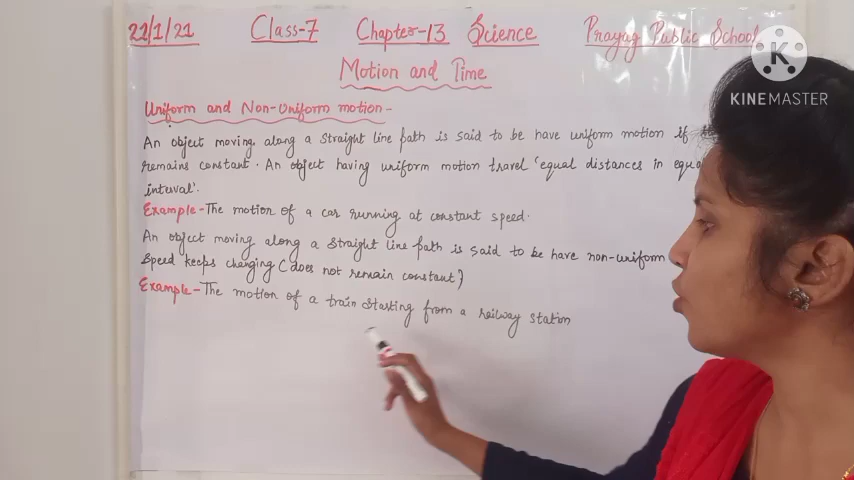 21/1/21 Class-7 Chapter-13 Science Prayag Public School
KINEMASTER
Motion and Time
Uniform and Non-Uniform motion-
An object moving along a straight line path is said to be have uniform motion if
remains constant. An object having uniform motion travel 'equal distances in
interval'.
Example- The motion of a car running at constant speed.
An object moving along a straight line path is said to be have non-uniform
speed keeps changing (does not remain constant)
Example- The motion of a train starting from a railway station